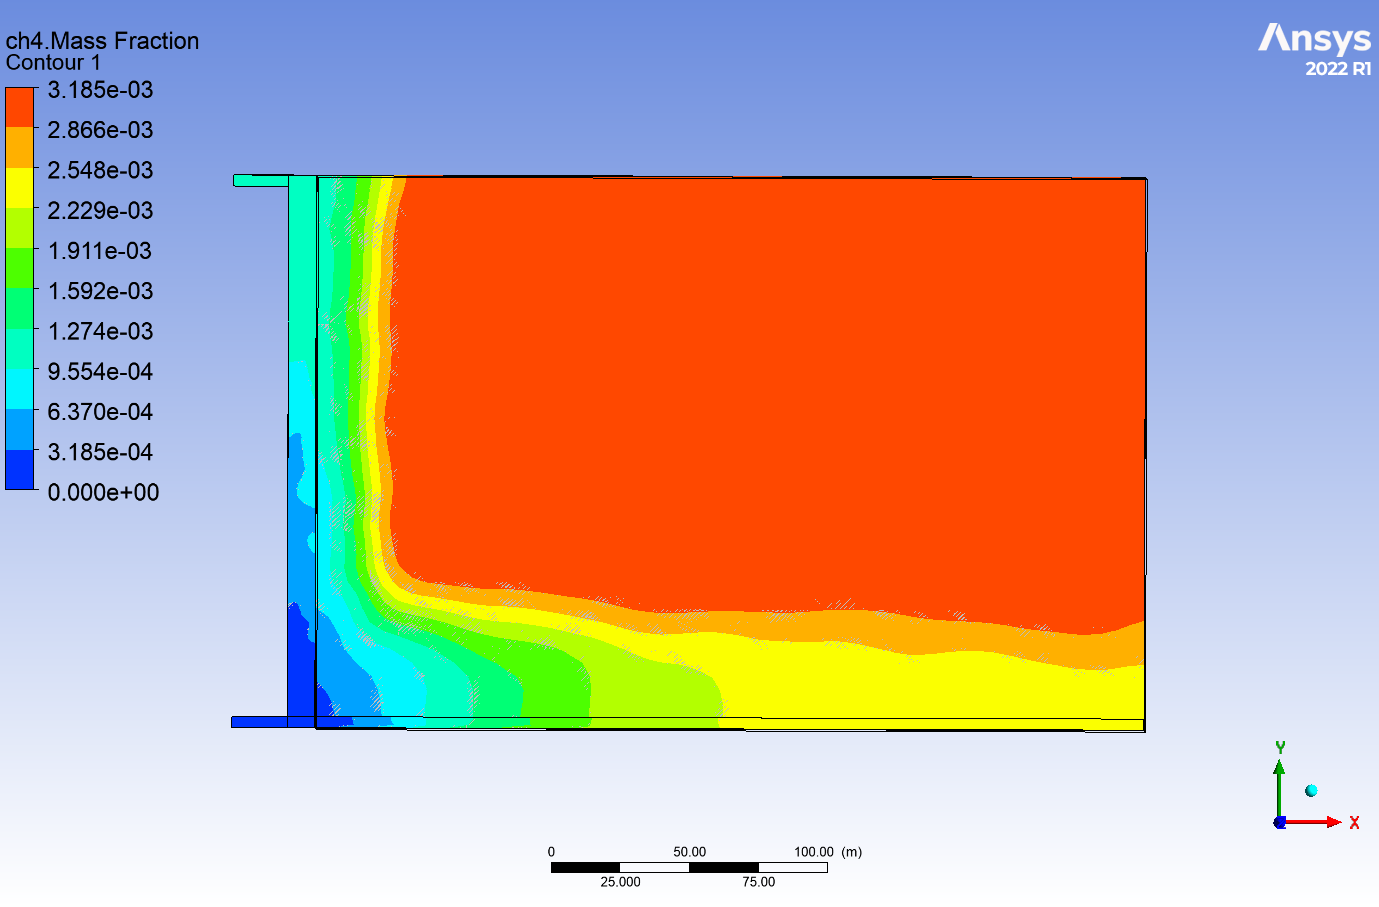 ch4.Mass Fraction
Contour 1
3.185e-03
2.866e-03
2.548e-03
2.229e-03
1.911e-03
1.592e-03
1.274e-03
9.554e-04
6.370e-04
3.185e-04
0.000e+00
Ansys
2022 R1
Y
X
Z
0 50.00 100.00 (m)
25.000 75.00